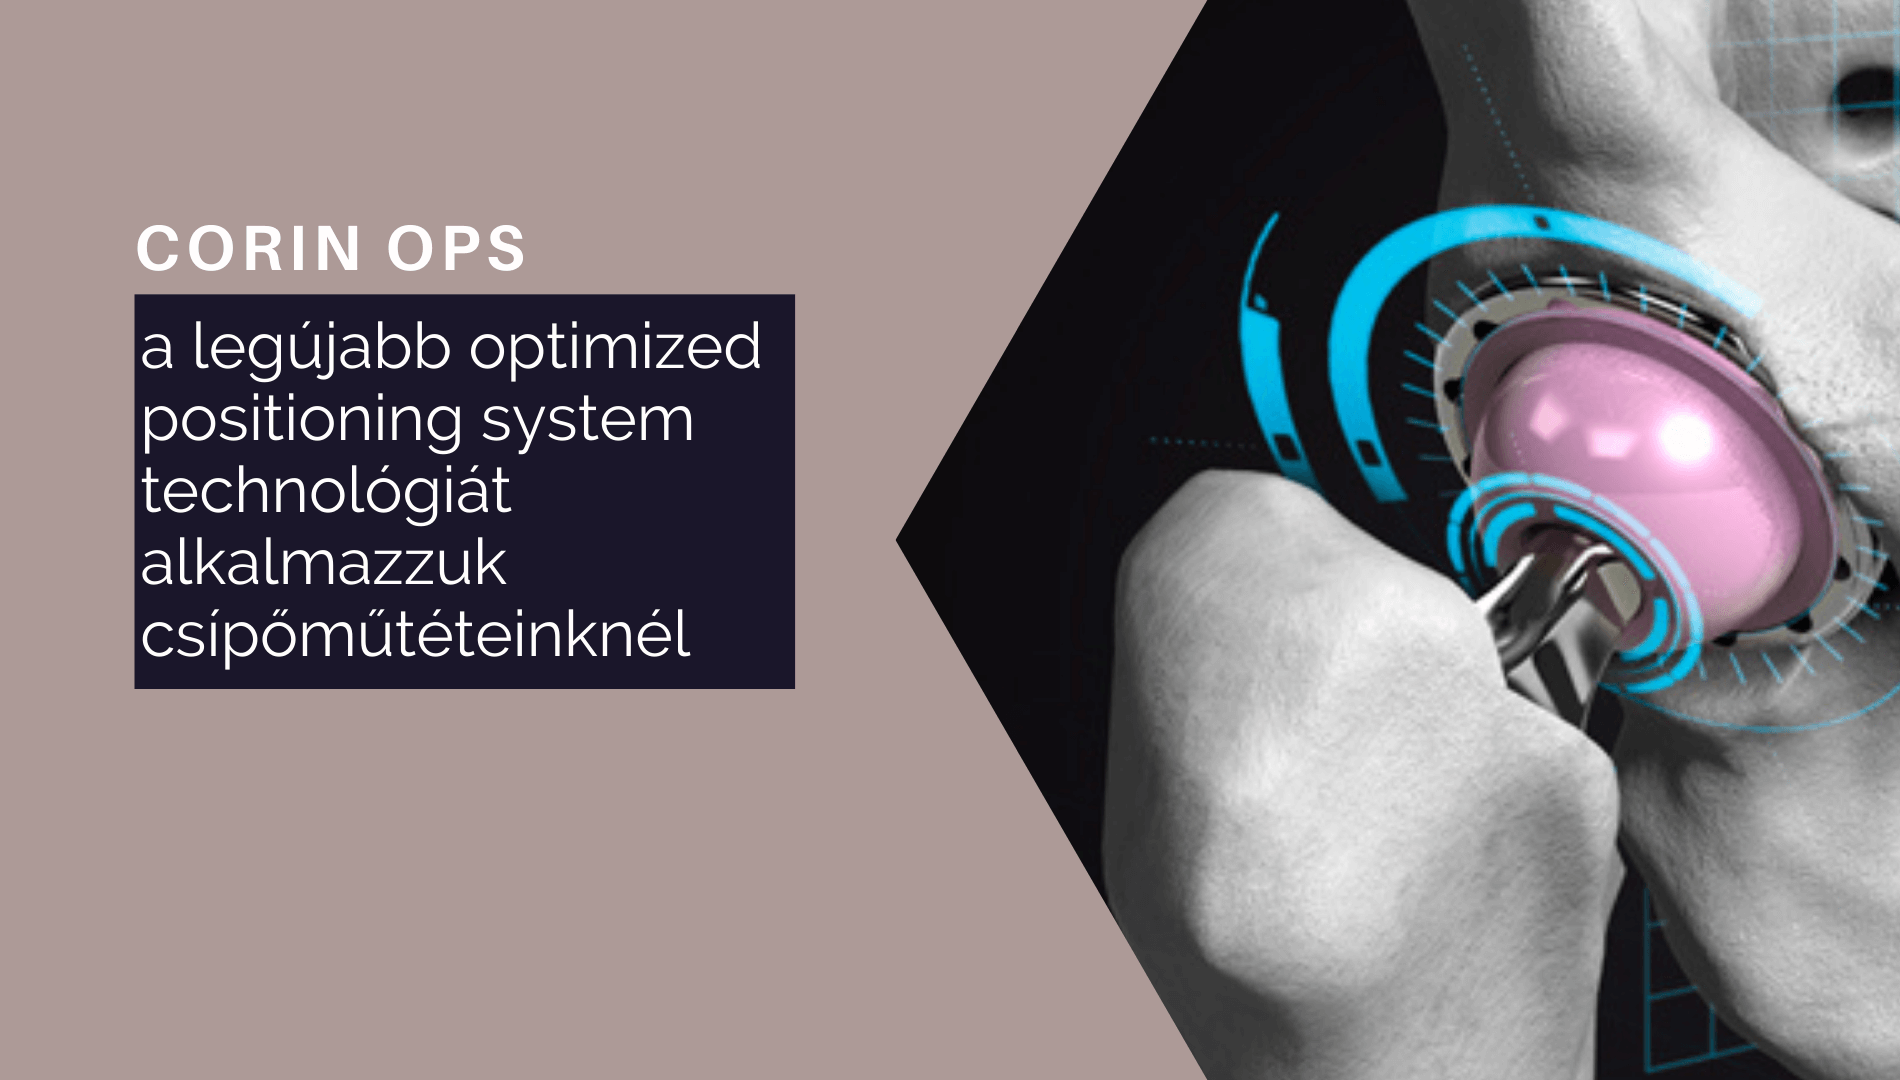 CORIN OPS
a legújabb optimized
positioning system
technológiát
alkalmazzuk
csípőműtéteinknél